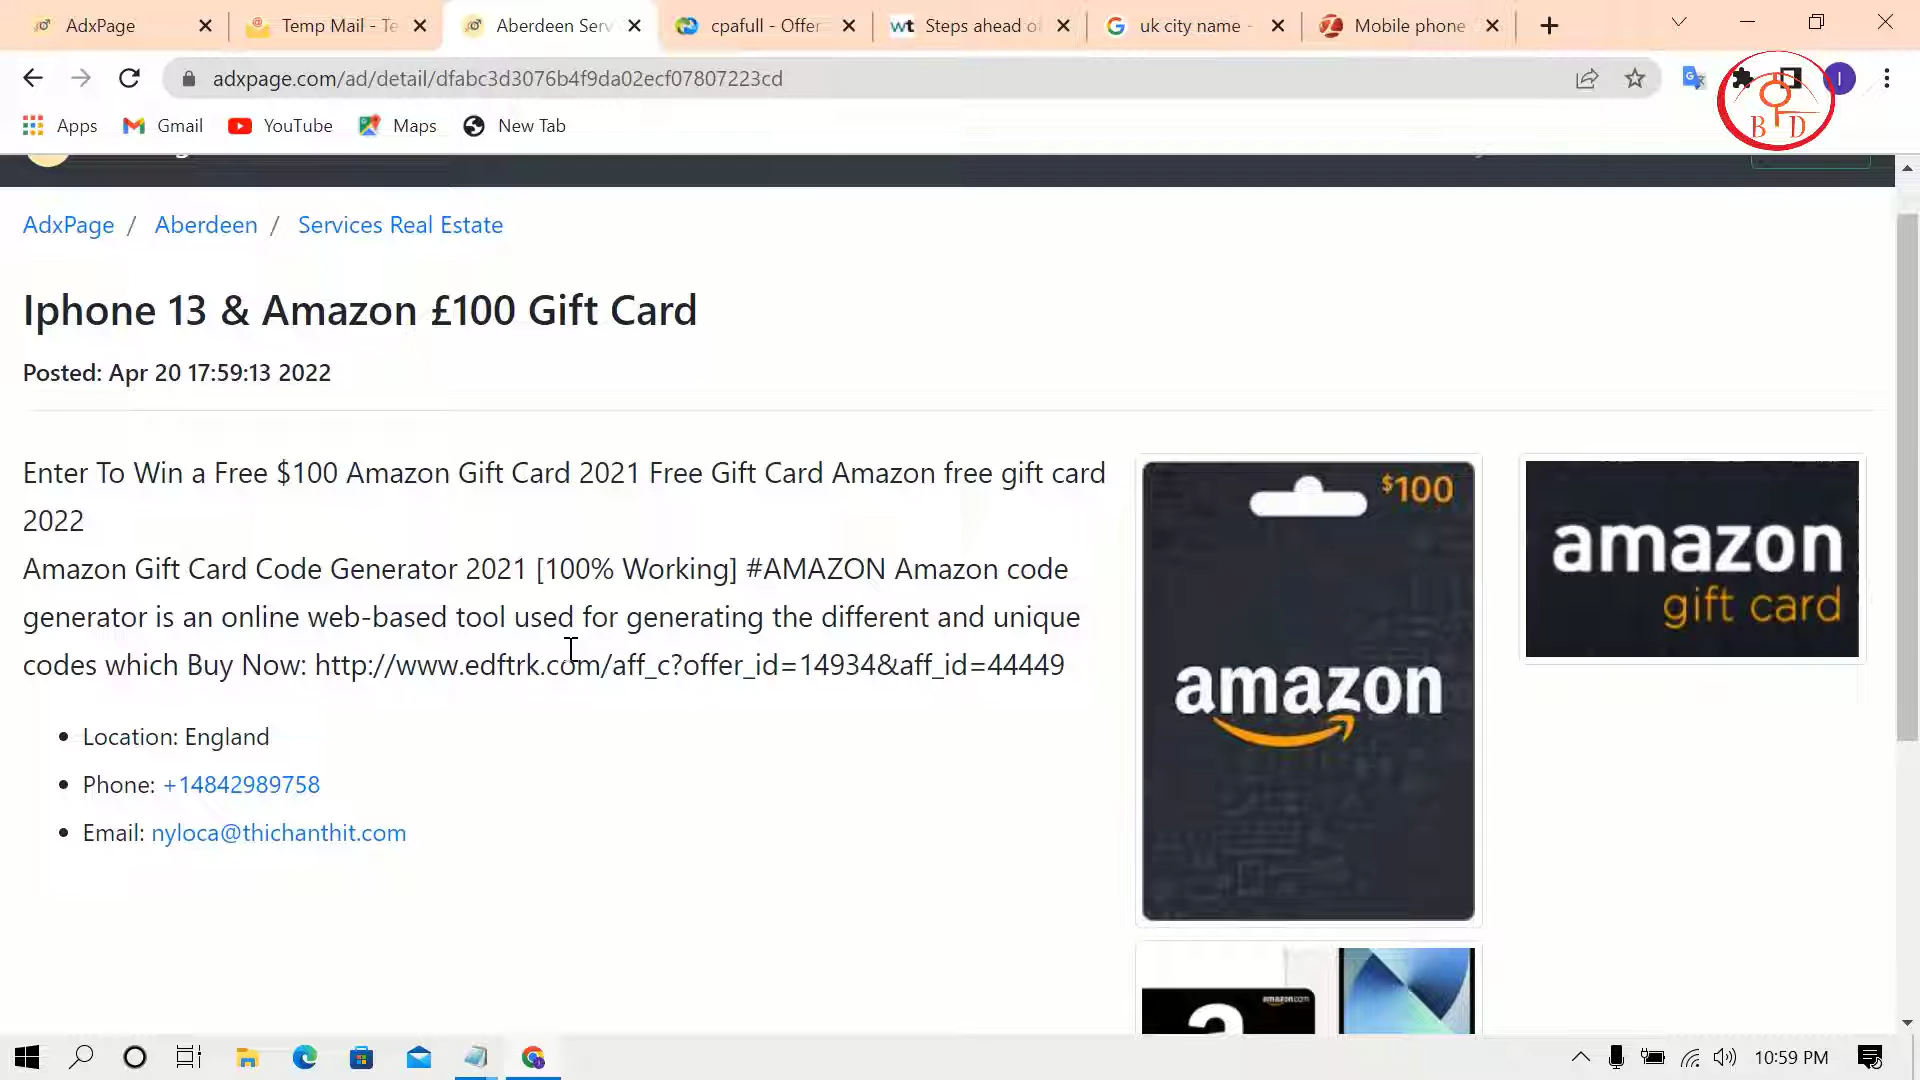 AdxPage
Temp Mail - Te
Aberdeen Serv
cpafull - Offer
wt Steps ahead of
uk city name -
Mobile phone
adxpage.com/ad/detail/dfabc3d3076b4f9da02ecf07807223cd
I
B D
Apps
Gmail
YouTube
Maps
New Tab
AdxPage / Aberdeen / Services Real Estate
Iphone 13 & Amazon £100 Gift Card
Posted: Apr 20 17:59:13 2022
Enter To Win a Free $100 Amazon Gift Card 2021 Free Gift Card Amazon free gift card
2022
Amazon Gift Card Code Generator 2021 [100% Working] #AMAZON Amazon code
generator is an online web-based tool used for generating the different and unique
codes which Buy Now: http://www.edftrk.com/aff_c?offer_id=14934&aff_id=44449
Location: England
Phone: +14842989758
Email: nyloca@thichanthit.com
$100
amazon
amazon
gift card
amazon.com
10:59 PM